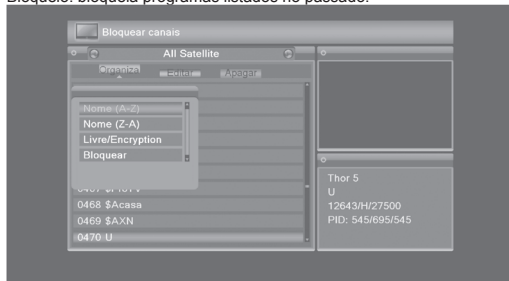 Bloqueie: bloqueia programas listados no passado.
Bloquear canais
All Satellite
Organiza Editar Apagar
Nome (A-Z)
Nome (Z-A)
Livre/Encryption
Bloquear
0468 $Acasa
0469 $AXN
0470 U
Thor 5
U
12643/H/27500
PID: 545/695/545